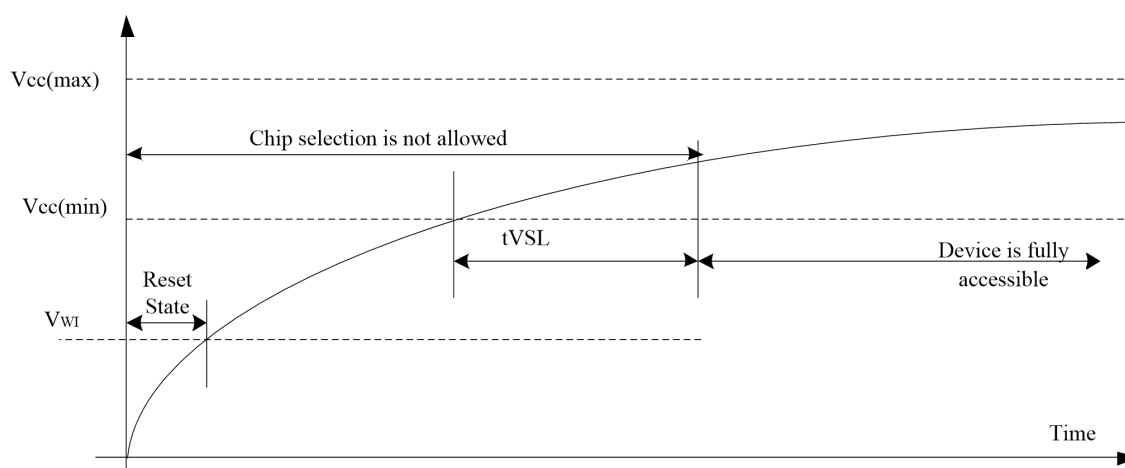 Vcc(max)
Chip selection is not allowed
Vcc(min)
tVSL
Device is fully
accessible
Reset
State
VWI
Time